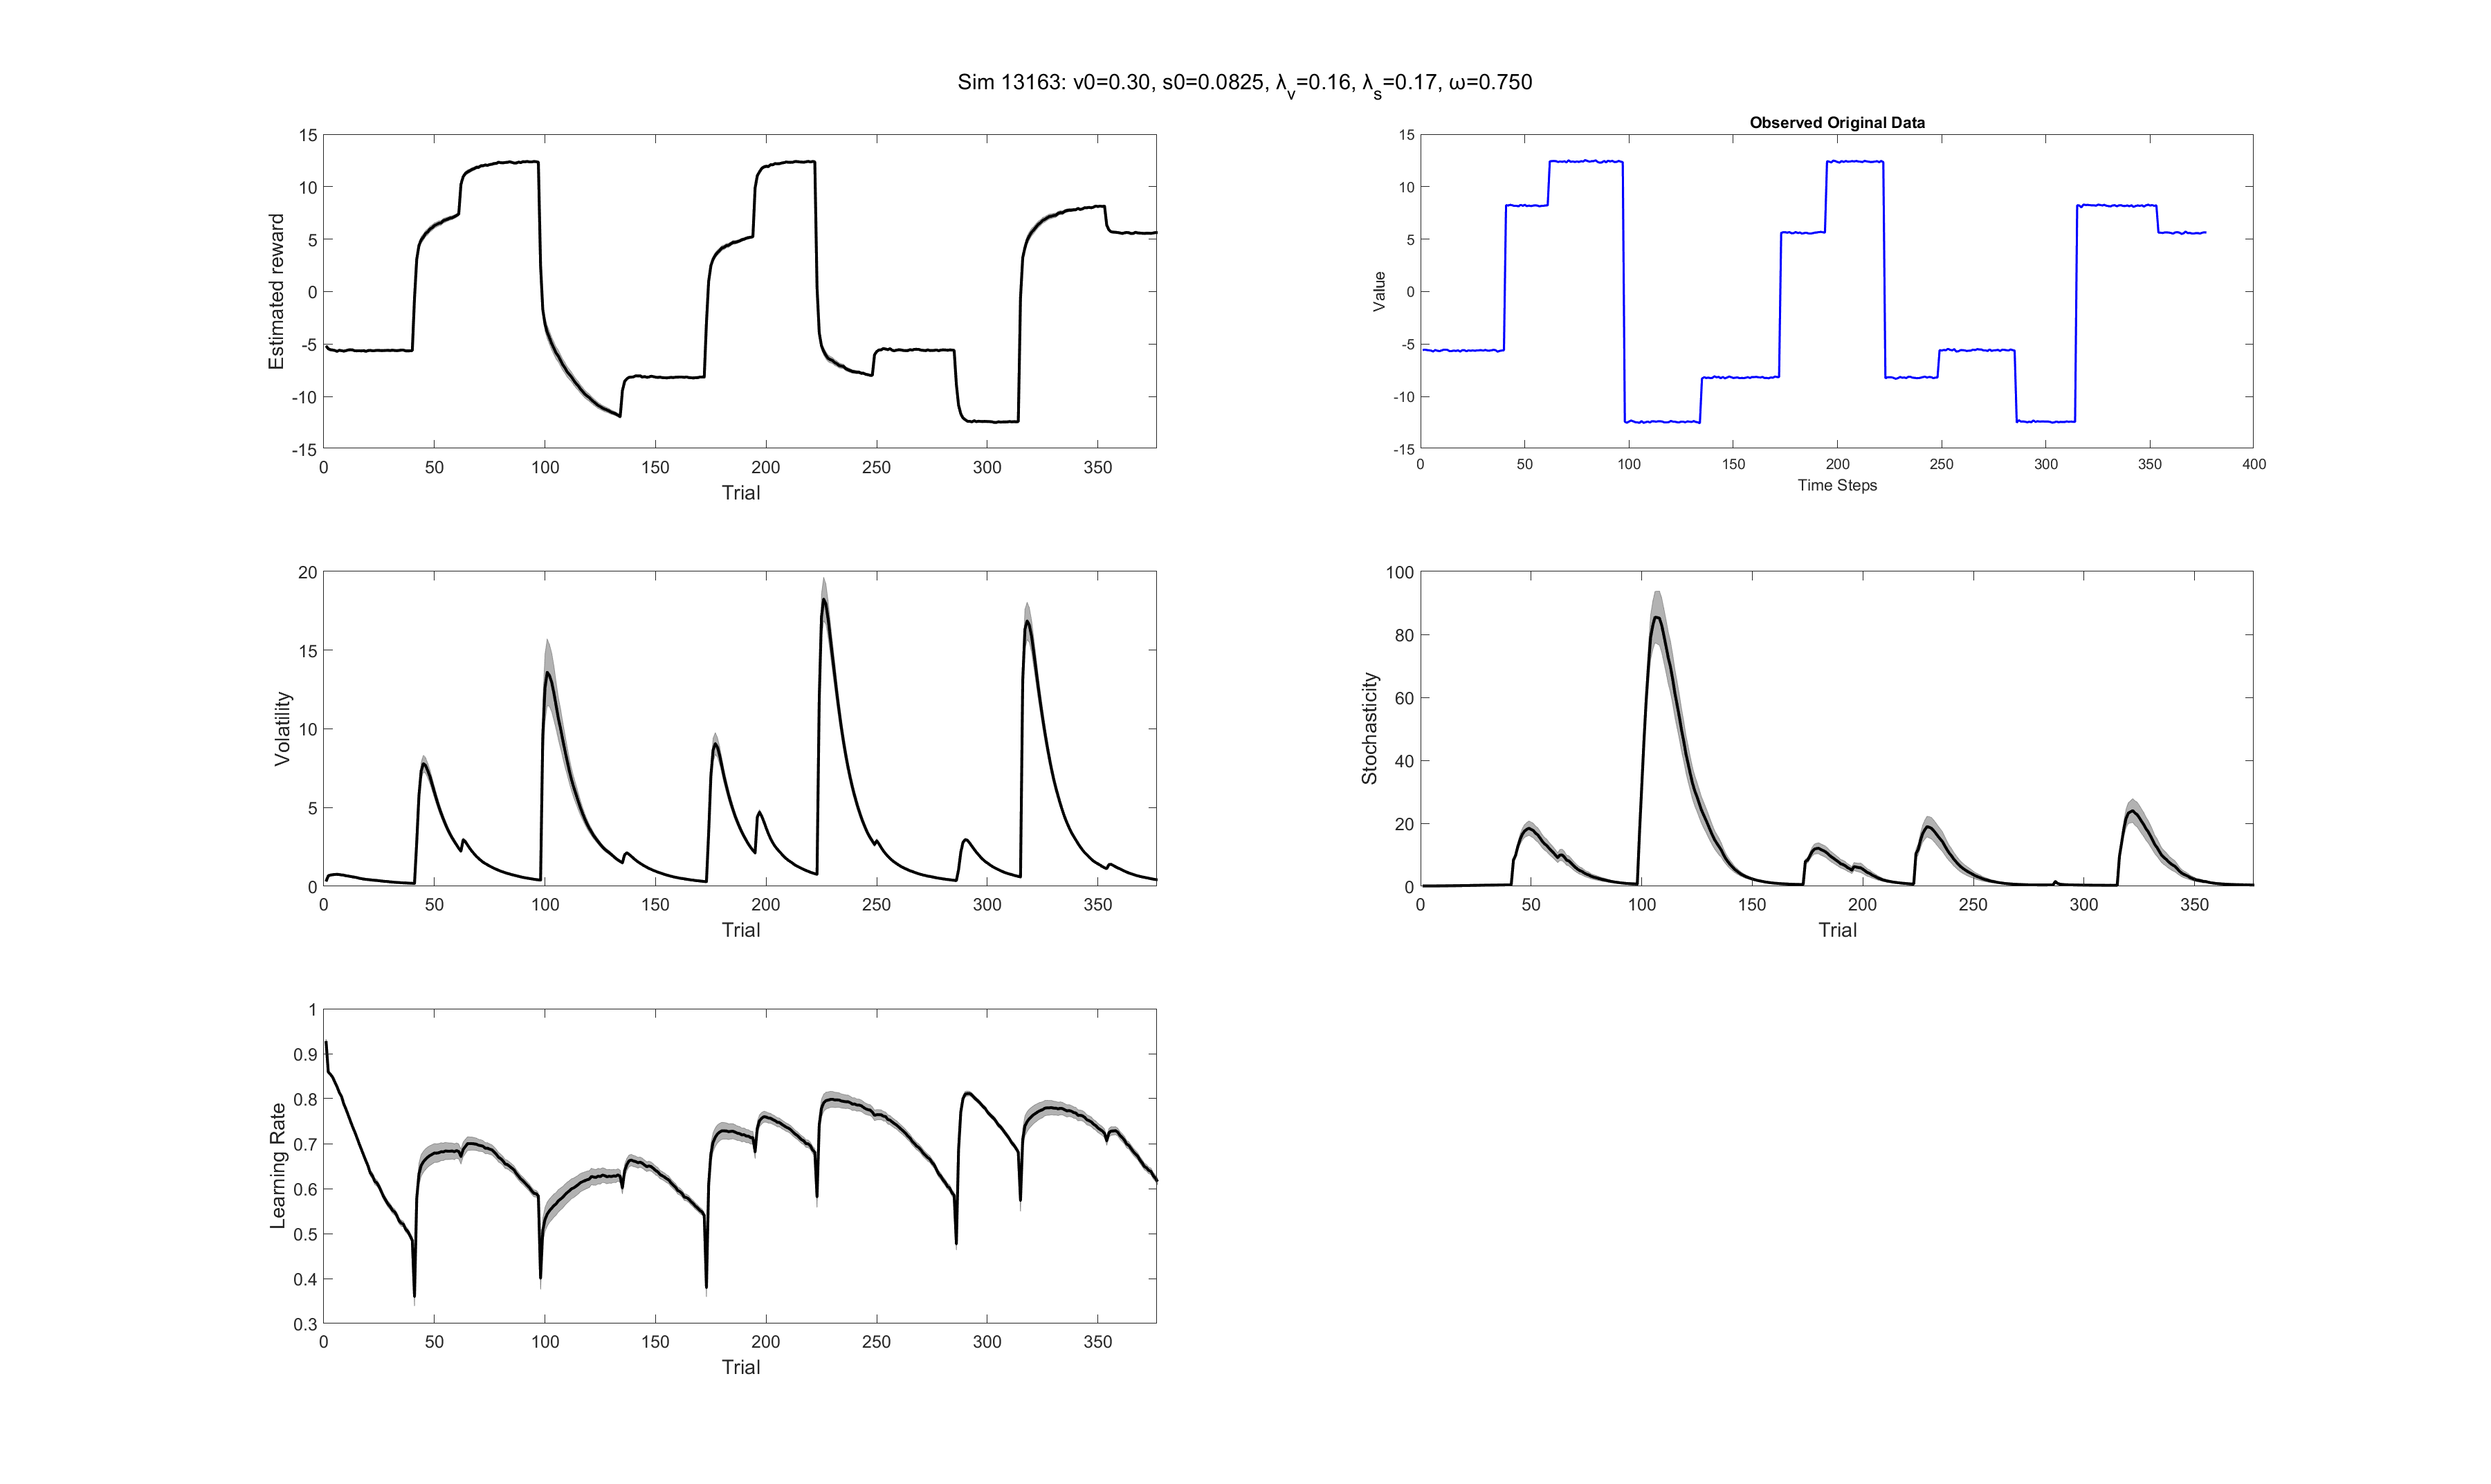 Sim 13163: v0=0.30, s0=0.0825, λv=0.16, λs=0.17, ω=0.750
15
10
5
0
-5
-10
-15
Estimated reward
0 50 100 150 200 250 300 350
Trial
Observed Original Data
15
10
5
0
-5
-10
-15
Value
0 50 100 150 200 250 300 350 400
Time Steps
20
15
10
5
0
Volatility
0 50 100 150 200 250 300 350
Trial
100
80
60
40
20
0
Stochasticity
0 50 100 150 200 250 300 350
Trial
1
0.9
0.8
0.7
0.6
0.5
0.4
0.3
Learning Rate
0 50 100 150 200 250 300 350
Trial